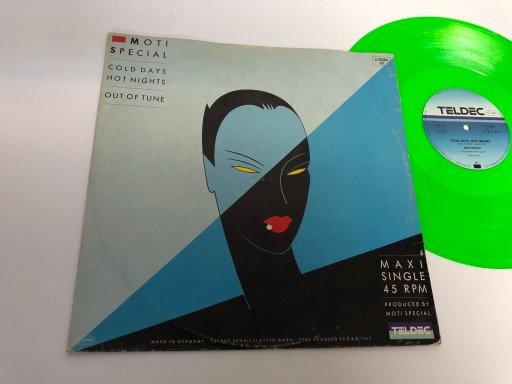 MOTI
SPECIAL
COLD DAYS
HOT NIGHTS
OUT OF TUNE
MAXI
SINGLE
45 RPM
PRODUCED BY
MOTI SPECIAL
TELDEC
MADE IN GERMANY
TELDEC